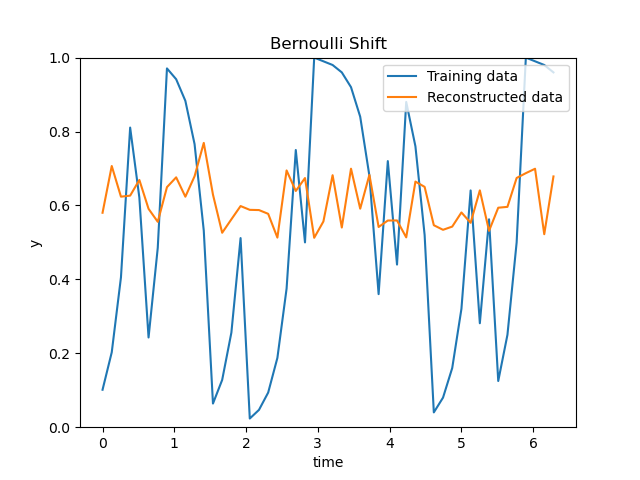 Bernoulli Shift
Training data
Reconstructed data
1.0
0.8
0.6
0.4
0.2
0.0
y
0 1 2 3 4 5 6
time